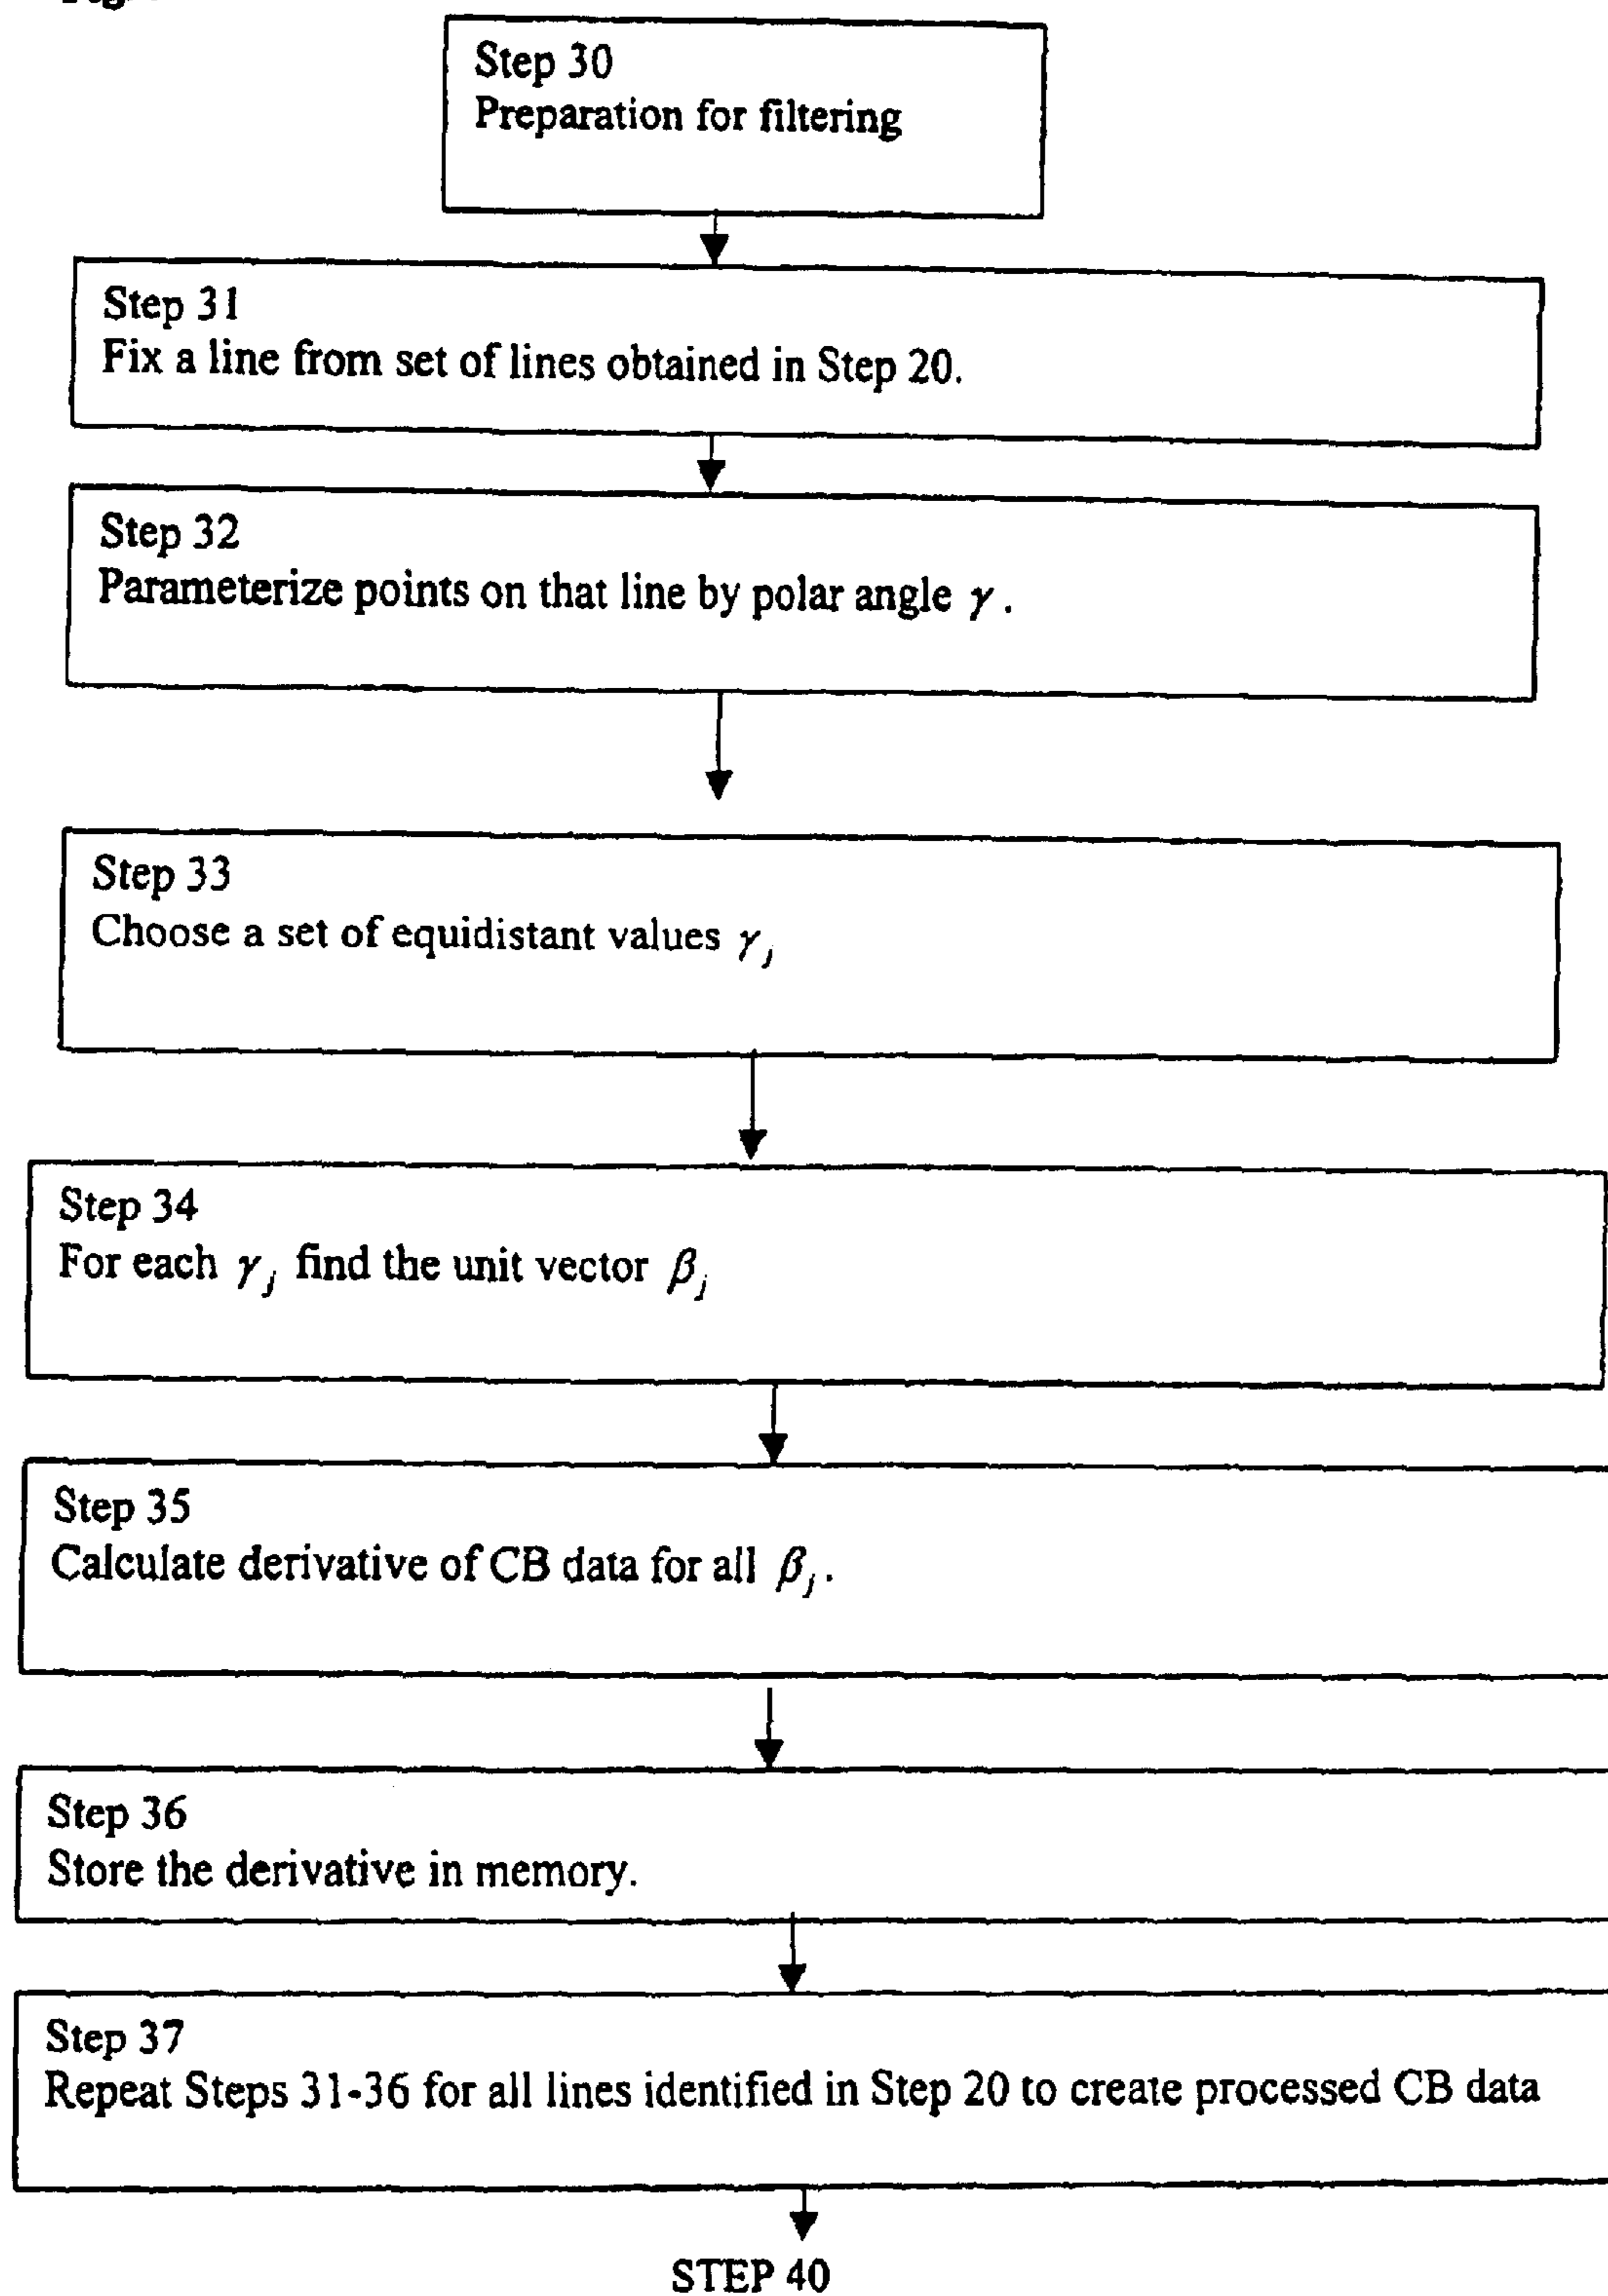 Step 30
Preparation for filtering
Step 31
Fix a line from set of lines obtained in Step 20.
Step 32
Parameterize points on that line by polar angle γ.
Step 33
Choose a set of equidistant values γj
Step 34
For each γj find the unit vector βj
Step 35
Calculate derivative of CB data for all βj.
Step 36
Store the derivative in memory.
Step 37
Repeat Steps 31-36 for all lines identified in Step 20 to create processed CB data
STEP 40